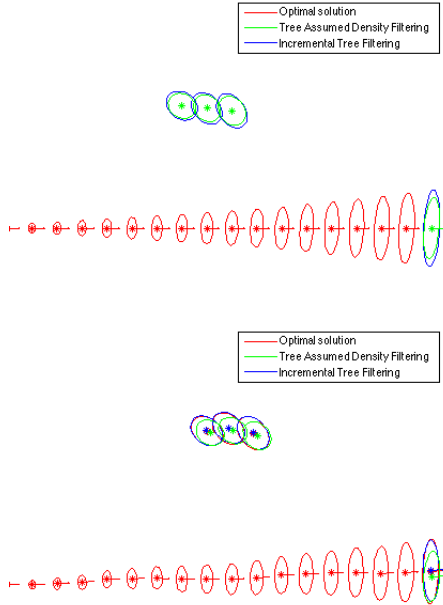 Optimal solution
Tree Assumed Density Filtering
Incremental Tree Filtering
Optimal solution
Tree Assumed Density Filtering
Incremental Tree Filtering